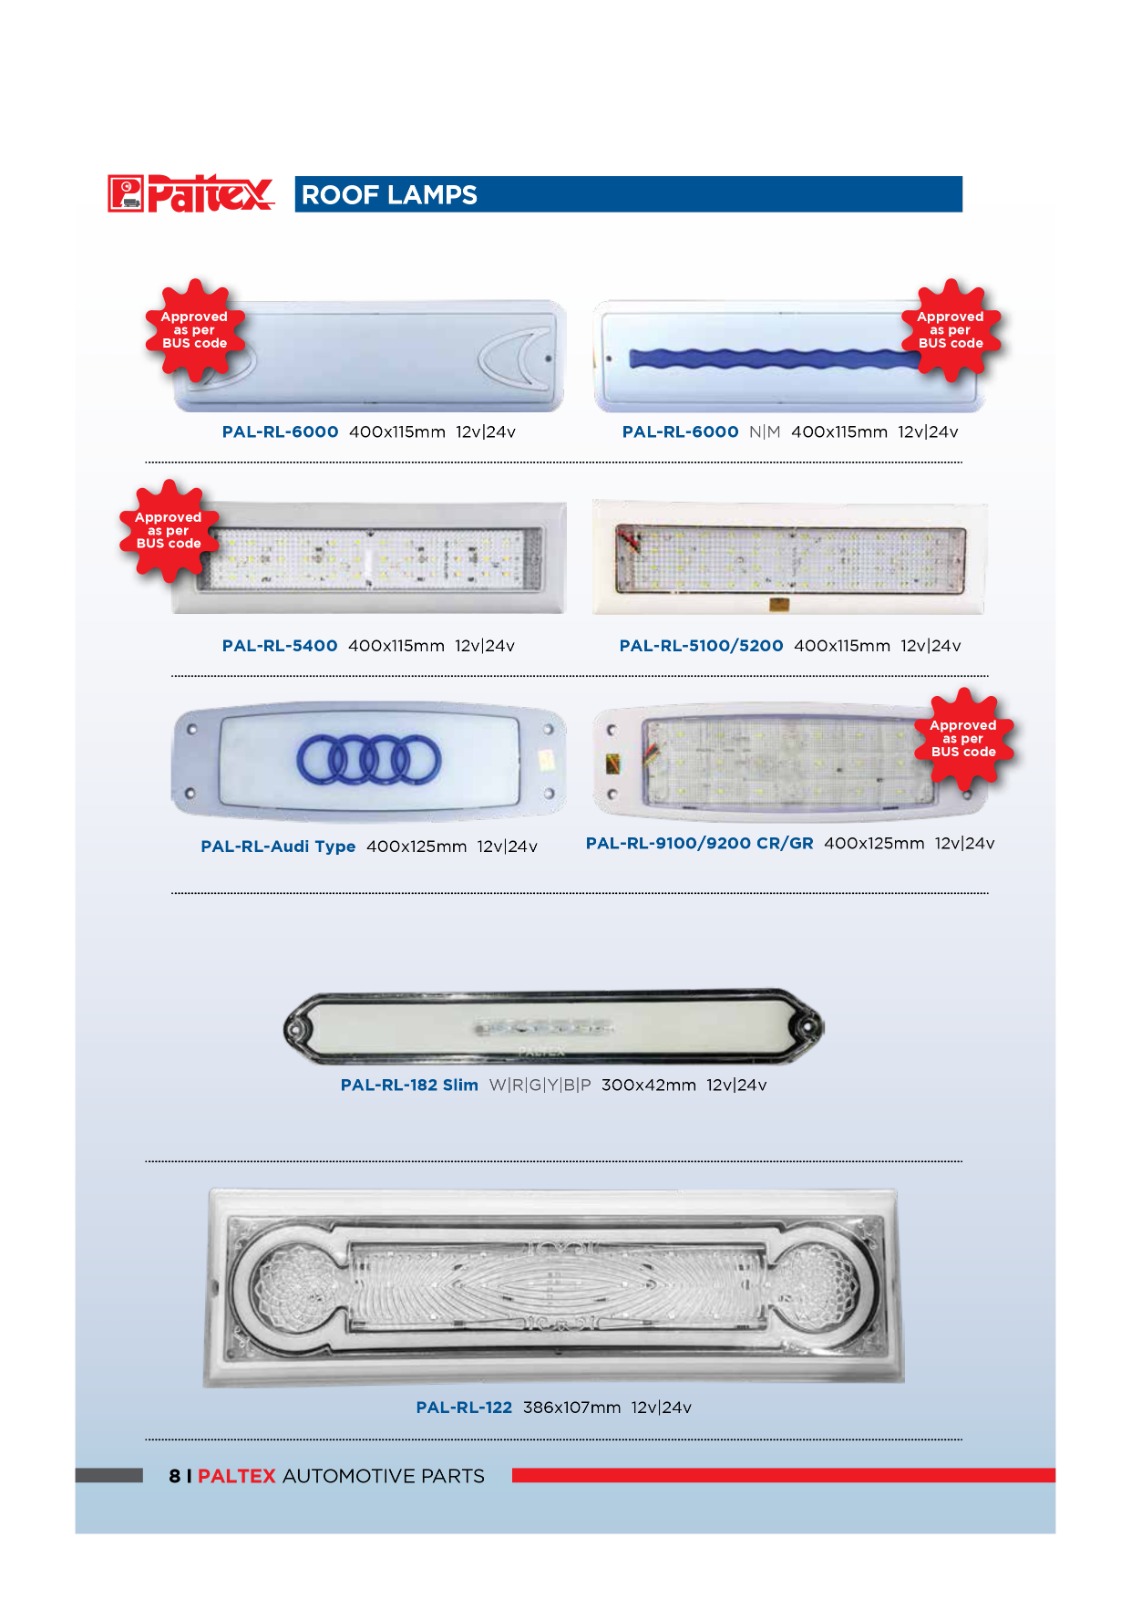 Paltex
ROOF LAMPS
Approved
as per
BUS code
Approved
as per
BUS code
PAL-RL-6000 400x115mm 12v|24v
PAL-RL-6000 N|M 400x115mm 12v|24v
Approved
as per
BUS code
PAL-RL-5400 400x115mm 12v|24v
PAL-RL-5100/5200 400x115mm 12v|24v
Approved
as per
BUS code
PAL-RL-Audi Type 400x125mm 12v|24v
PAL-RL-9100/9200 CR/GR 400x125mm 12v|24v
PALTEX
PAL-RL-182 Slim W|R|G|Y|B|P 300x42mm 12v|24v
PAL-RL-122 386x107mm 12v|24v
8 | PALTEX AUTOMOTIVE PARTS